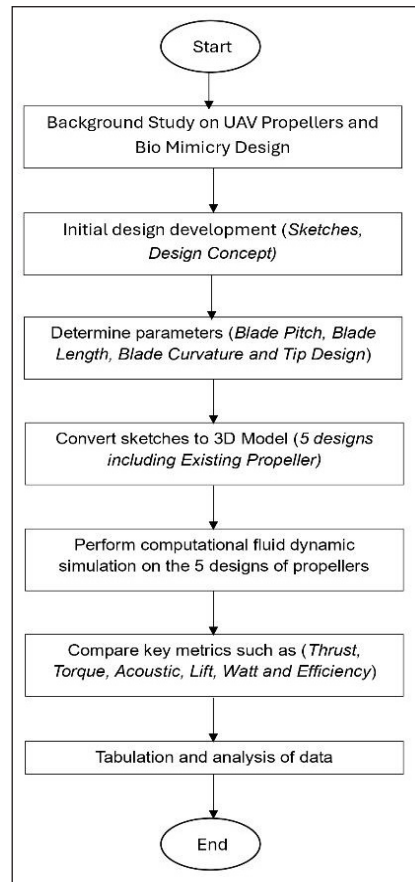 Start
Background Study on UAV Propellers and
Bio Mimicry Design
Initial design development (Sketches,
Design Concept)
Determine parameters (Blade Pitch, Blade
Length, Blade Curvature and Tip Design)
Convert sketches to 3D Model (5 designs
including Existing Propeller)
Perform computational fluid dynamic
simulation on the 5 designs of propellers
Compare key metrics such as (Thrust,
Torque, Acoustic, Lift, Watt and Efficiency)
Tabulation and analysis of data
End